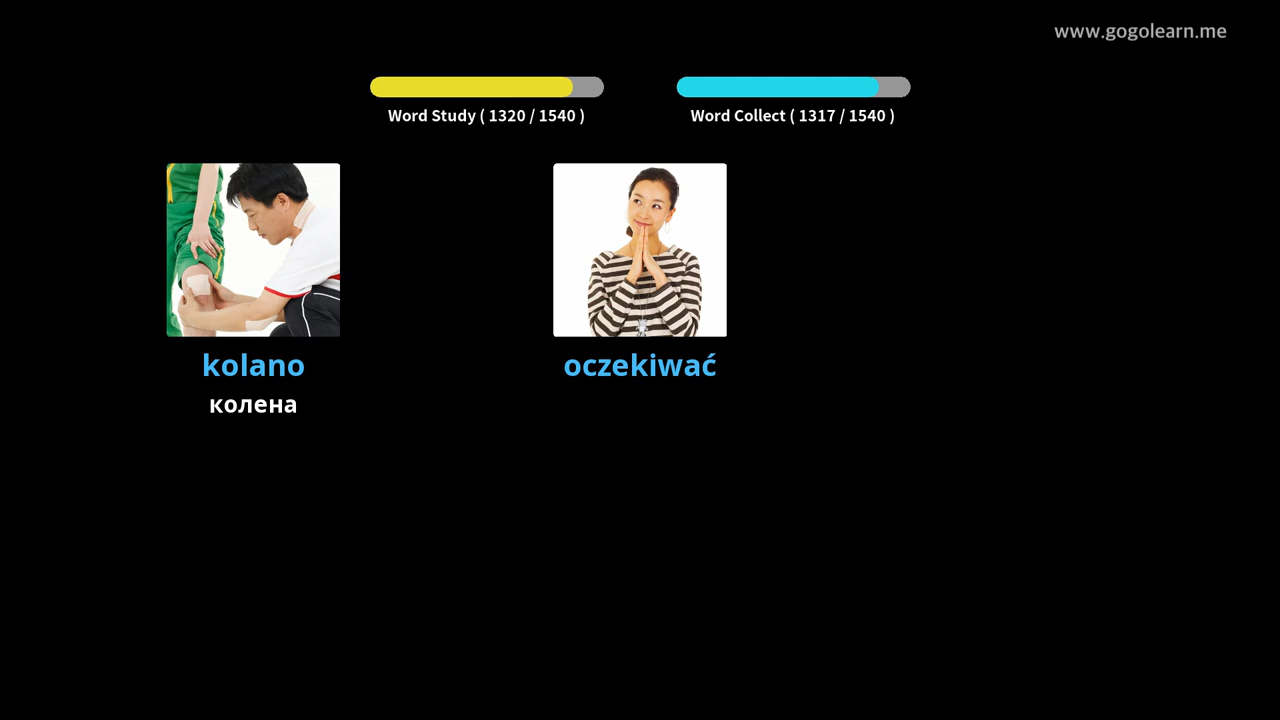 www.gogolearn.me
Word Study ( 1320 / 1540 )
Word Collect ( 1317 / 1540 )
kolano
колена
oczekiwać